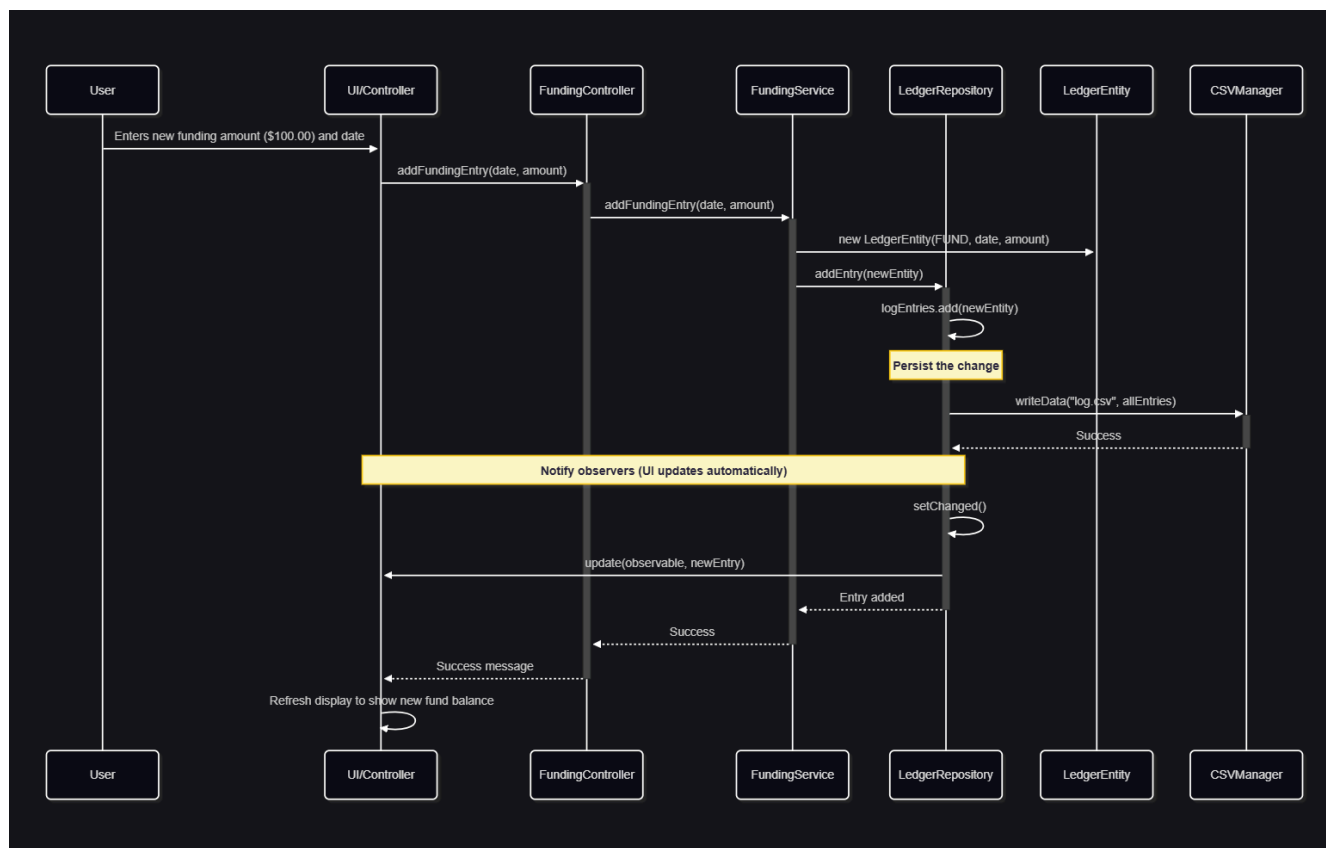 User
UI/Controller
FundingController
FundingService
LedgerRepository
LedgerEntity
CSVManager
Enters new funding amount ($100.00) and date
addFundingEntry(date, amount)
addFundingEntry(date, amount)
new LedgerEntity(FUND, date, amount)
addEntry(newEntity)
logEntries.add(newEntity)
Persist the change
writeData("log.csv", allEntries)
Success
Notify observers (UI updates automatically)
setChanged()
update(observable, newEntry)
Entry added
Success
Success message
Refresh display to show new fund balance
User
UI/Controller
FundingController
FundingService
LedgerRepository
LedgerEntity
CSVManager